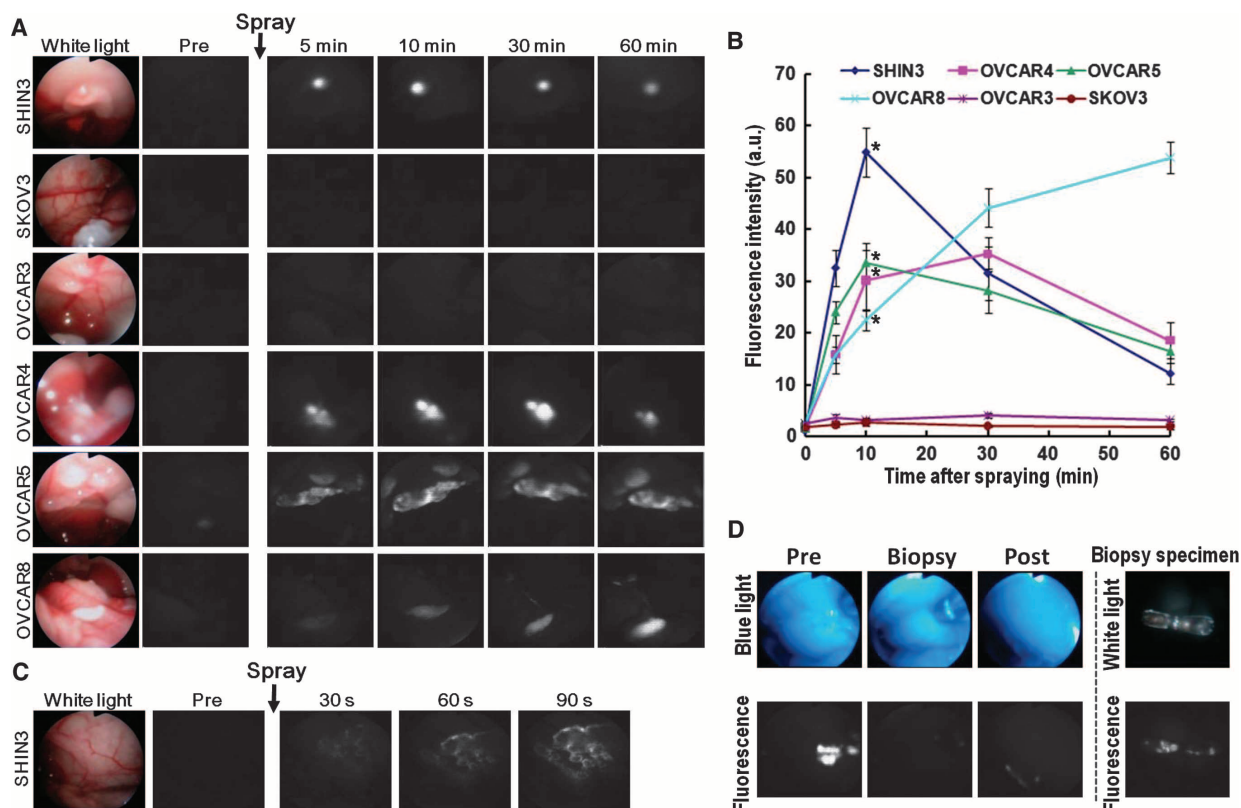 A
Spray
White light Pre 5 min 10 min 30 min 60 min
SHIN3
SKOV3
OVCAR3
OVCAR4
OVCAR5
OVCAR8
B
SHIN3 OVCAR4 OVCAR5
OVCAR8 OVCAR3 SKOV3
Fluorescence intensity (a.u.)
70
60
50
40
30
20
10
0
* * * *
0 10 20 30 40 50 60
Time after spraying (min)
C
Spray
White light Pre 30 s 60 s 90 s
SHIN3
D
Pre Biopsy Post Biopsy specimen
Blue light
White light
Fluorescence
Fluorescence